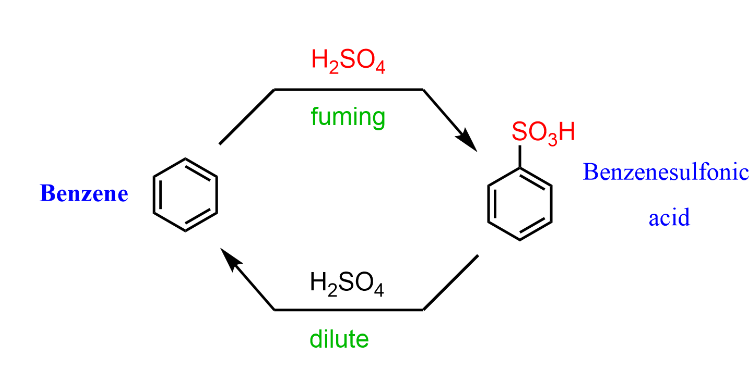 H₂SO₄
fuming
SO₃H
Benzenesulfonic
acid
Benzene
H₂SO₄
dilute